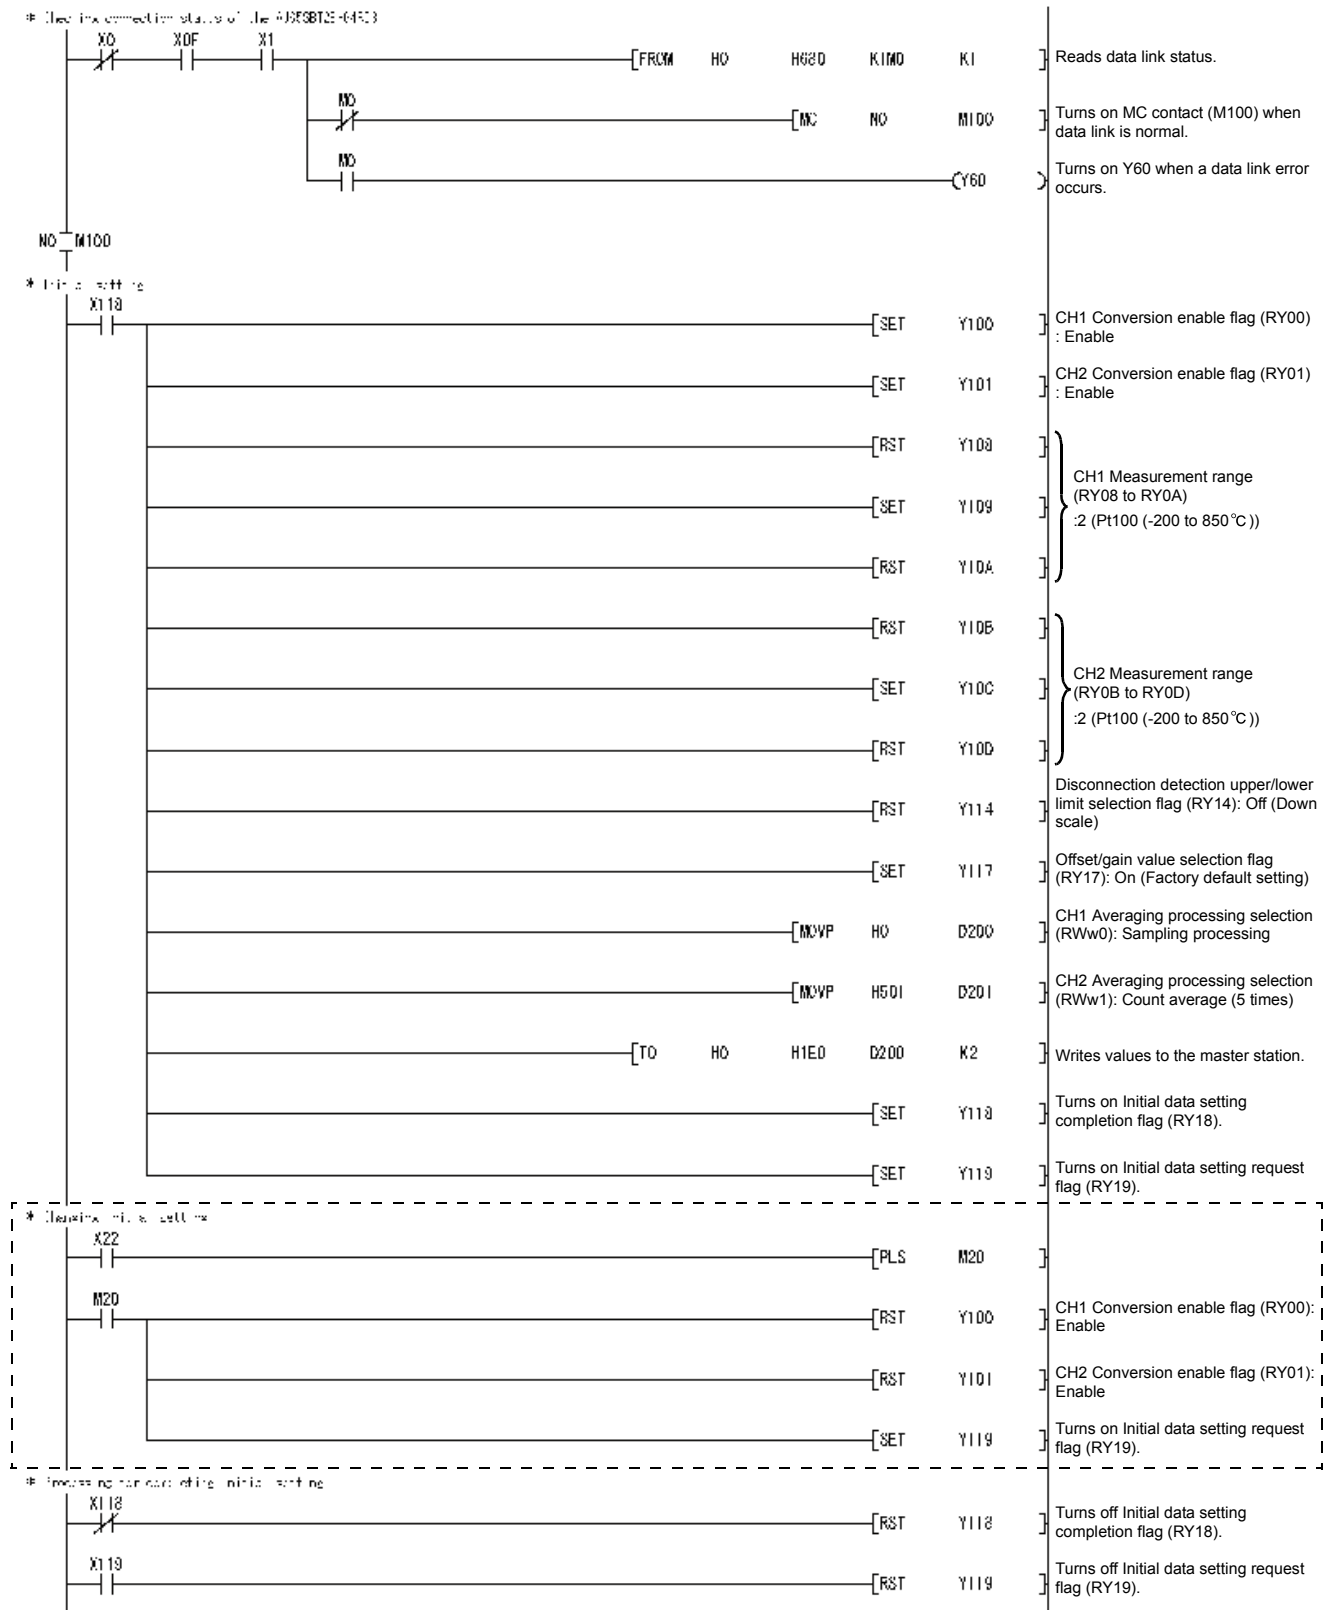 X0 X0F X1
[FROM H0 H680 K1M0 K1 ] Reads data link status.
M0
[MC N0 M100 ] Turns on MC contact (M100) when
data link is normal.
M0
(Y60 ) Turns on Y60 when a data link error
occurs.
N0 M100
X118
[SET Y100 ] CH1 Conversion enable flag (RY00)
: Enable
[SET Y101 ] CH2 Conversion enable flag (RY01)
: Enable
[RST Y108 ]
CH1 Measurement range
(RY08 to RY0A)
[SET Y109 ]
:2 (Pt100 (-200 to 850°C ))
[RST Y10A ]
[RST Y10B ]
CH2 Measurement range
(RY0B to RY0D)
[SET Y10C ]
:2 (Pt100 (-200 to 850°C ))
[RST Y10D ]
Disconnection detection upper/lower
[RST Y114 ] limit selection flag (RY14): Off (Down
scale)
[SET Y117 ] Offset/gain value selection flag
(RY17): On (Factory default setting)
[MOVP H0 D200 ] CH1 Averaging processing selection
(RWw0): Sampling processing
[MOVP H501 D201 ] CH2 Averaging processing selection
(RWw1): Count average (5 times)
[TO H0 H1E0 D200 K2 ] Writes values to the master station.
[SET Y118 ] Turns on Initial data setting
completion flag (RY18).
[SET Y119 ] Turns on Initial data setting request
flag (RY19).
X22
[PLS M20 ]
M20
[RST Y100 ] CH1 Conversion enable flag (RY00):
Enable
[RST Y101 ] CH2 Conversion enable flag (RY01):
Enable
[SET Y119 ] Turns on Initial data setting request
flag (RY19).
X118
[RST Y118 ] Turns off Initial data setting
completion flag (RY18).
X119
[RST Y119 ] Turns off Initial data setting request
flag (RY19).